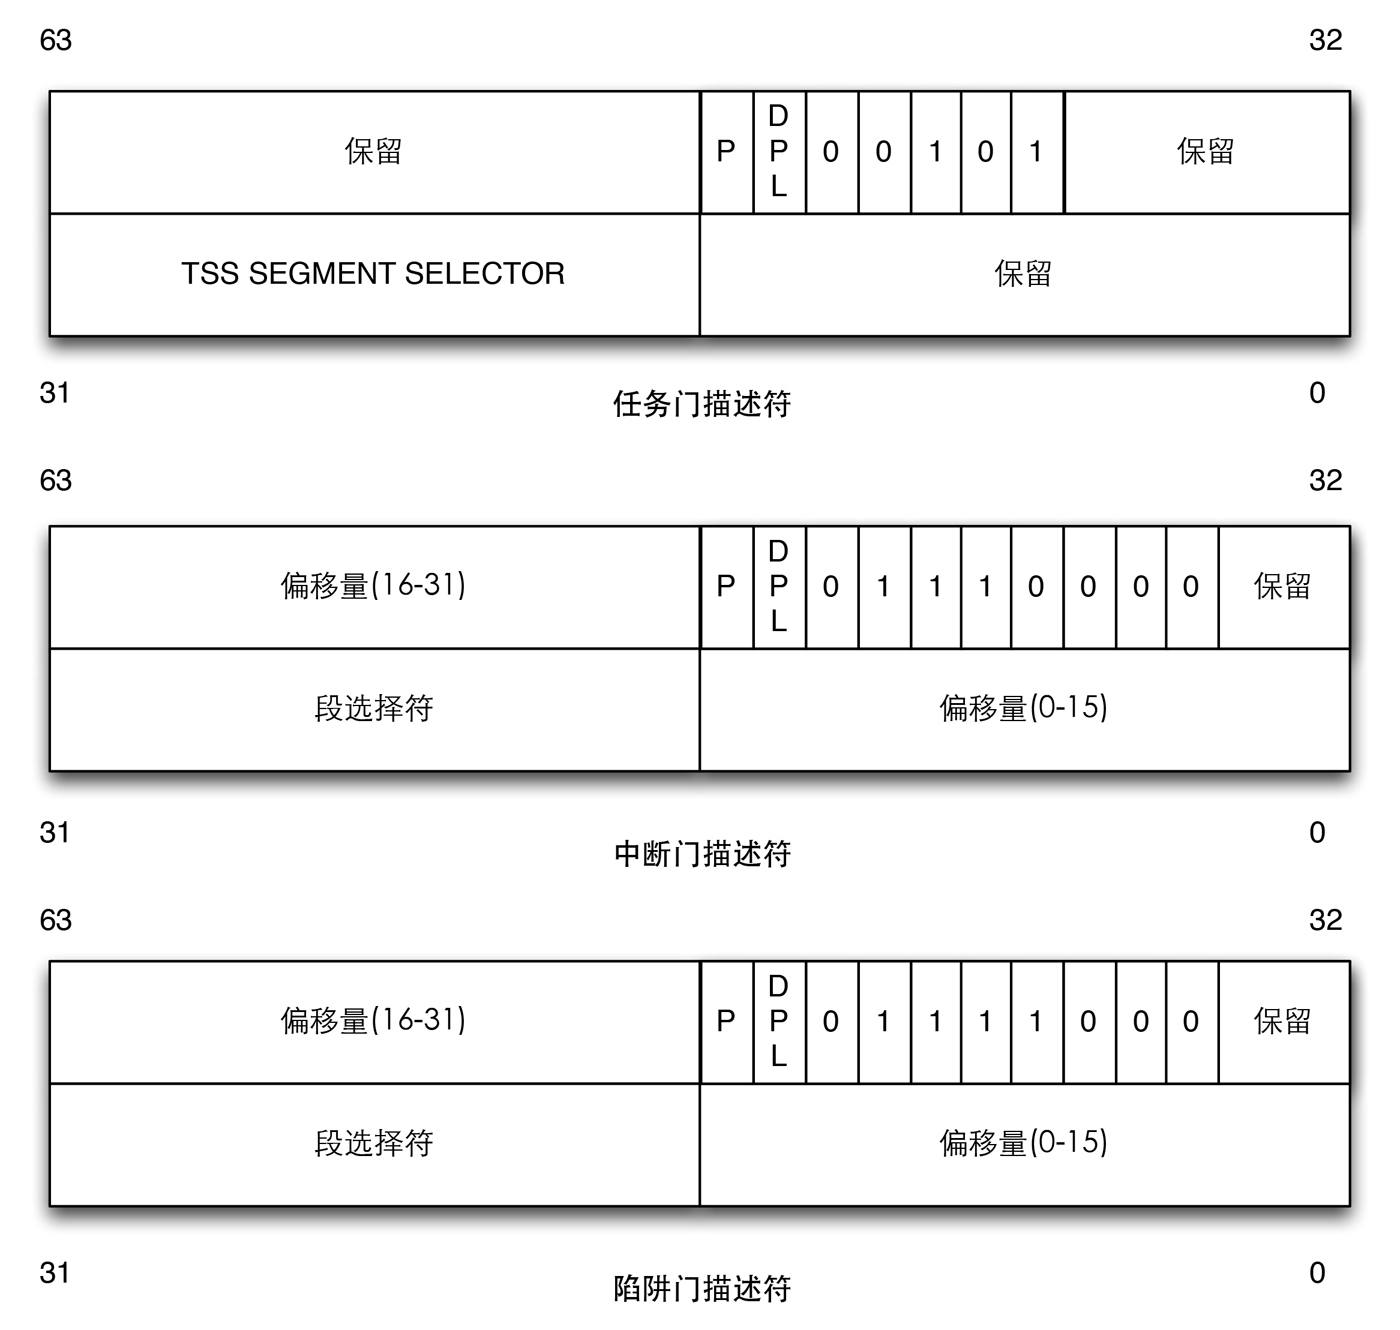 63 32
保留 P DPL 0 0 1 0 1 保留
TSS SEGMENT SELECTOR 保留
31 任务门描述符 0
63 32
偏移量(16-31) P DPL 0 1 1 1 0 0 0 0 保留
段选择符 偏移量(0-15)
31 中断门描述符 0
63 32
偏移量(16-31) P DPL 0 1 1 1 1 0 0 0 保留
段选择符 偏移量(0-15)
31 陷阱门描述符 0